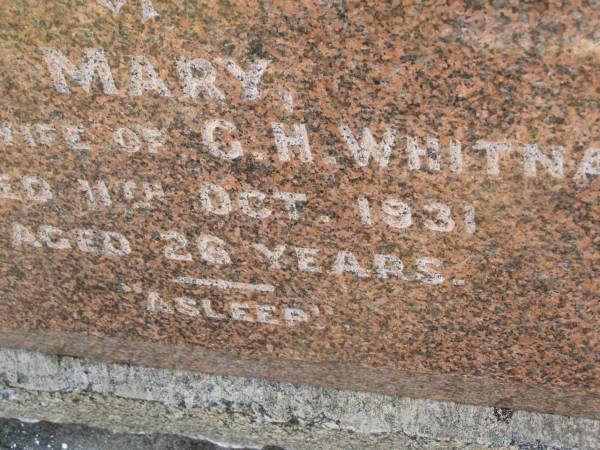 MARY,
WIFE OF G. H. WHITNA
ED 11TH OCT. 1931
AGED 26 YEARS.
"ASLEEP"